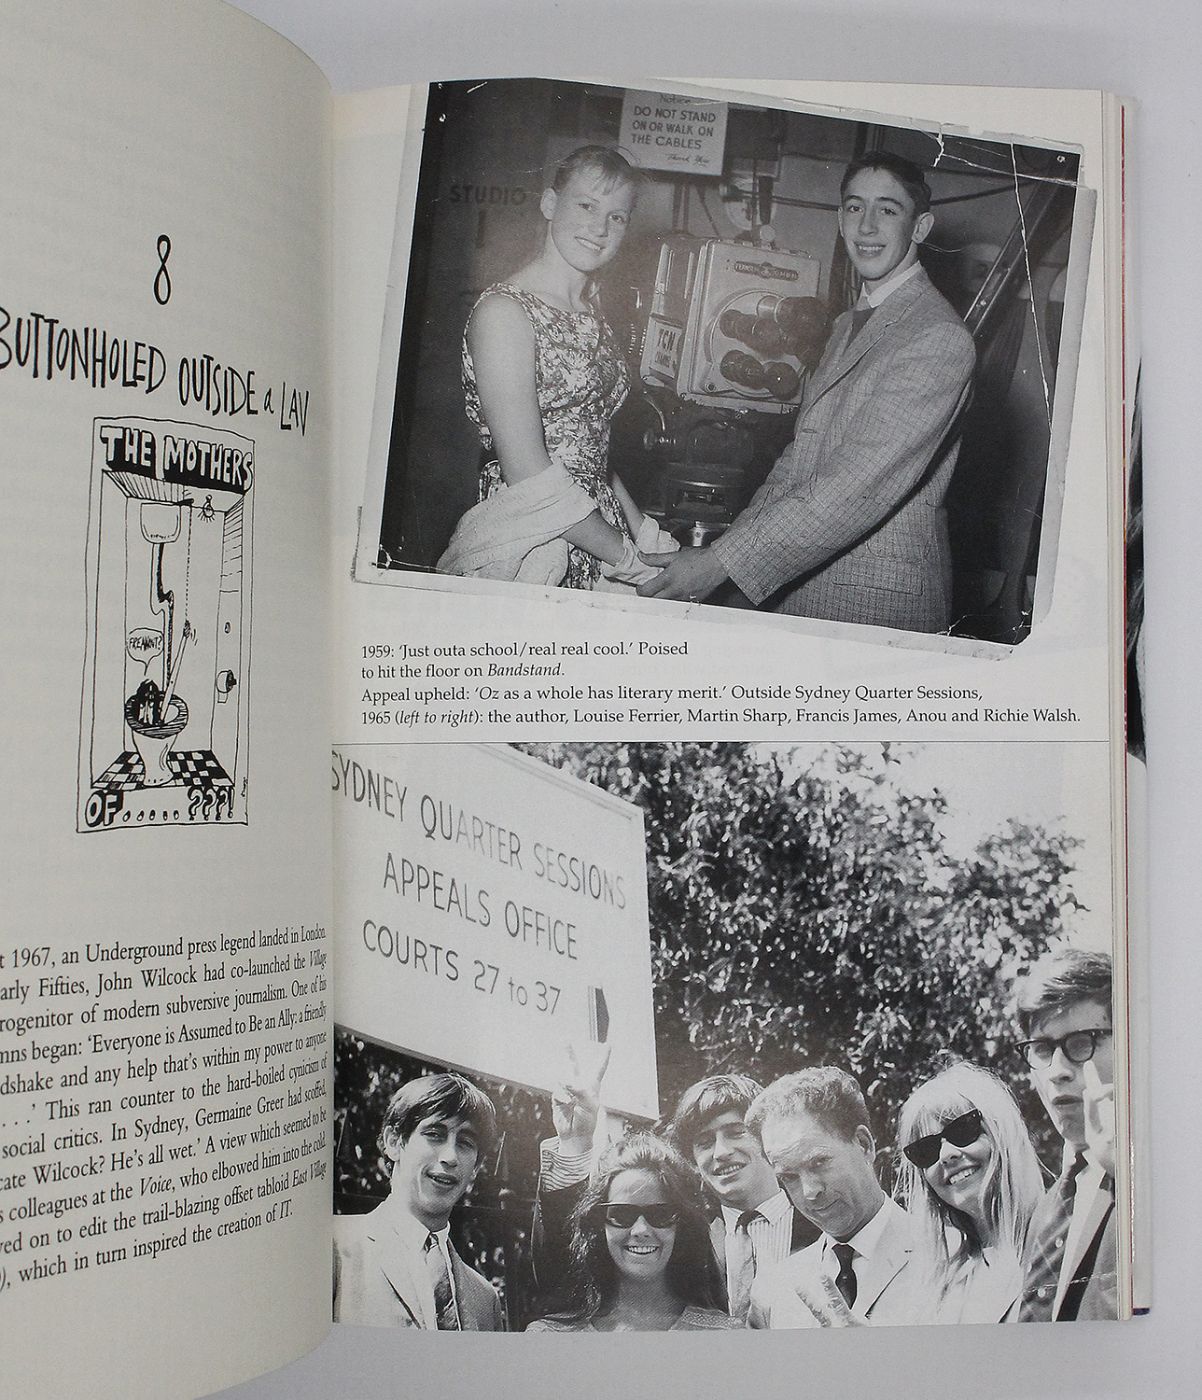 8
BUTTONHOLED OUTSIDE a LAV
THE MOTHERS
FREAKOUT?
OF......???!
1967, an Underground press legend landed in London.
arly Fifties, John Wilcock had co-launched the Village
rogenitor of modern subversive journalism. One of his
mns began: ‘Everyone is Assumed to Be an Ally: a friendly
dshake and any help that's within my power to anyone
. . .’ This ran counter to the hard-boiled cynicism of
social critics. In Sydney, Germaine Greer had scoffed,
cate Wilcock? He's all wet.’ A view which seemed to be
s colleagues at the Voice, who elbowed him into the cold.
ved on to edit the trail-blazing offset tabloid East Village
), which in turn inspired the creation of IT.
Notice
DO NOT STAND
ON OR WALK ON
THE CABLES
Thank You
STUDIO
1
TCN
1959: ‘Just outa school/real real cool.’ Poised
to hit the floor on Bandstand.
Appeal upheld: ‘Oz as a whole has literary merit.’ Outside Sydney Quarter Sessions,
1965 (left to right): the author, Louise Ferrier, Martin Sharp, Francis James, Anou and Richie Walsh.
SYDNEY QUARTER SESSIONS
APPEALS OFFICE
COURTS 27 to 37